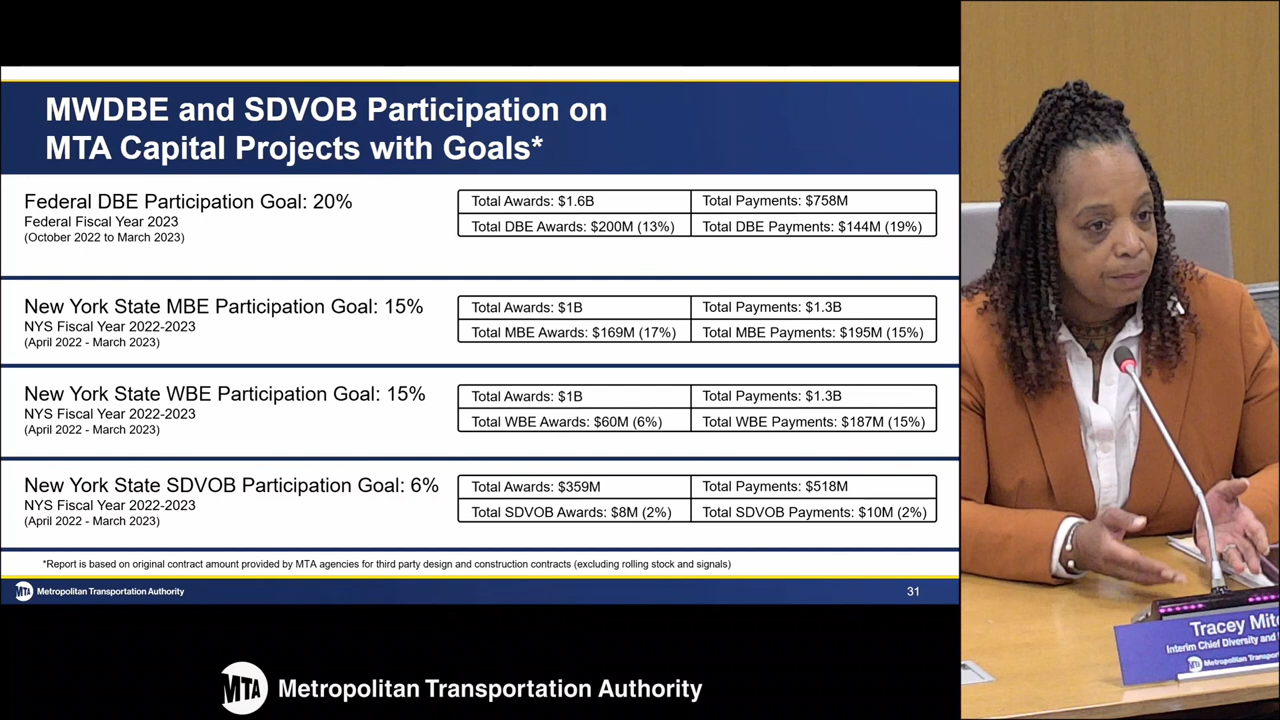 MWDBE and SDVOB Participation on
MTA Capital Projects with Goals*
Federal DBE Participation Goal: 20%
Federal Fiscal Year 2023
(October 2022 to March 2023)
Total Awards: $1.6B
Total Payments: $758M
Total DBE Awards: $200M (13%)
Total DBE Payments: $144M (19%)
New York State MBE Participation Goal: 15%
NYS Fiscal Year 2022-2023
(April 2022 - March 2023)
Total Awards: $1B
Total Payments: $1.3B
Total MBE Awards: $169M (17%)
Total MBE Payments: $195M (15%)
New York State WBE Participation Goal: 15%
NYS Fiscal Year 2022-2023
(April 2022 - March 2023)
Total Awards: $1B
Total Payments: $1.3B
Total WBE Awards: $60M (6%)
Total WBE Payments: $187M (15%)
New York State SDVOB Participation Goal: 6%
NYS Fiscal Year 2022-2023
(April 2022 - March 2023)
Total Awards: $359M
Total Payments: $518M
Total SDVOB Awards: $8M (2%)
Total SDVOB Payments: $10M (2%)
*Report is based on original contract amount provided by MTA agencies for third party design and construction contracts (excluding rolling stock and signals)
MTA Metropolitan Transportation Authority
31
MTA Metropolitan Transportation Authority
Tracey
Interim Chief Diversity and
Metropolitan